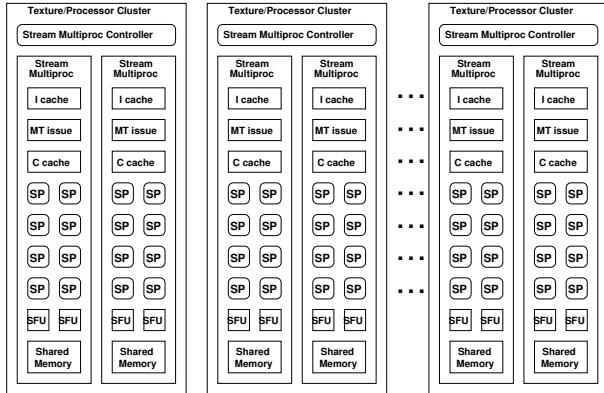 Texture/Processor Cluster Texture/Processor Cluster Texture/Processor Cluster
Stream Multiproc Controller Stream Multiproc Controller Stream Multiproc Controller
Stream Stream Stream Stream Stream Stream
Multiproc Multiproc Multiproc Multiproc Multiproc Multiproc
I cache I cache I cache I cache ... I cache I cache
MT issue MT issue MT issue MT issue ... MT issue MT issue
C cache C cache C cache C cache ... C cache C cache
SP SP SP SP SP SP SP SP ... SP SP SP SP
SP SP SP SP SP SP SP SP ... SP SP SP SP
SP SP SP SP SP SP SP SP ... SP SP SP SP
SP SP SP SP SP SP SP SP ... SP SP SP SP
SFU SFU SFU SFU SFU SFU SFU SFU SFU SFU SFU SFU
Shared Shared Shared Shared Shared Shared
Memory Memory Memory Memory Memory Memory